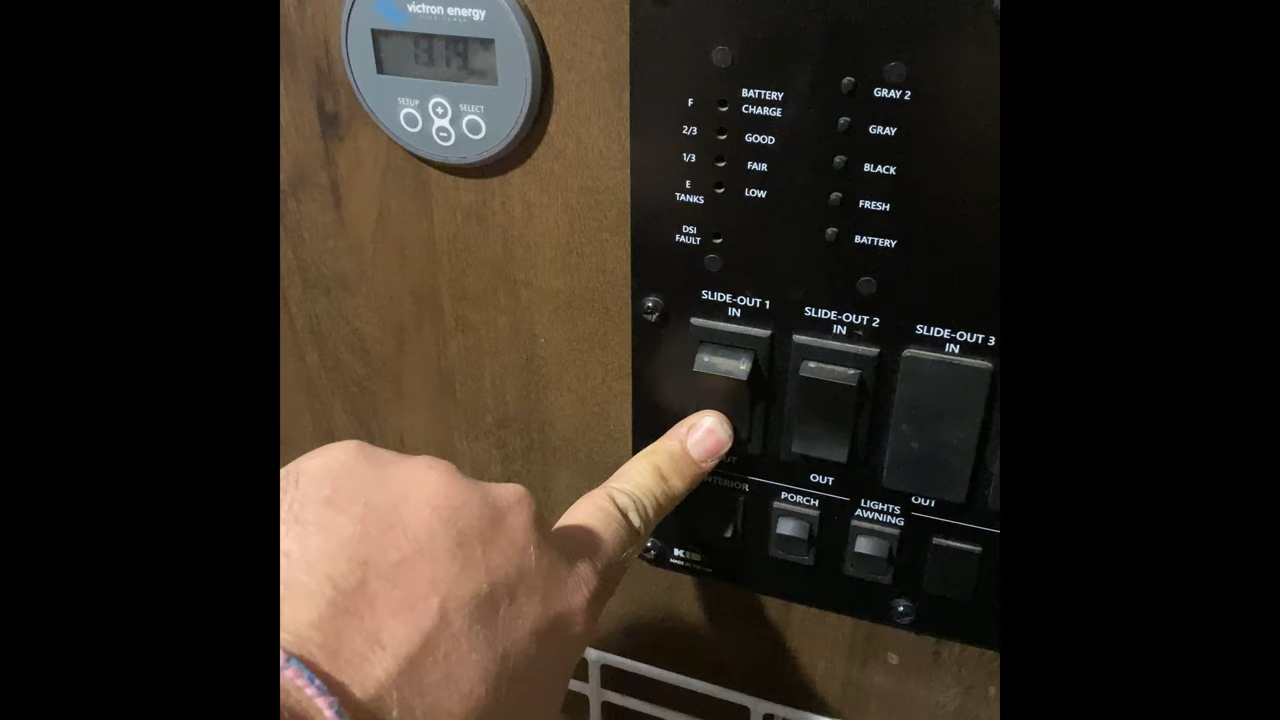 victron energy
SETUP
SELECT
F
BATTERY
CHARGE
2/3
GOOD
1/3
FAIR
E
TANKS
LOW
DSI
FAULT
GRAY 2
GRAY
BLACK
FRESH
BATTERY
SLIDE-OUT 1
IN
SLIDE-OUT 2
IN
SLIDE-OUT 3
IN
OUT
OUT
PORCH
LIGHTS
AWNING
KIB